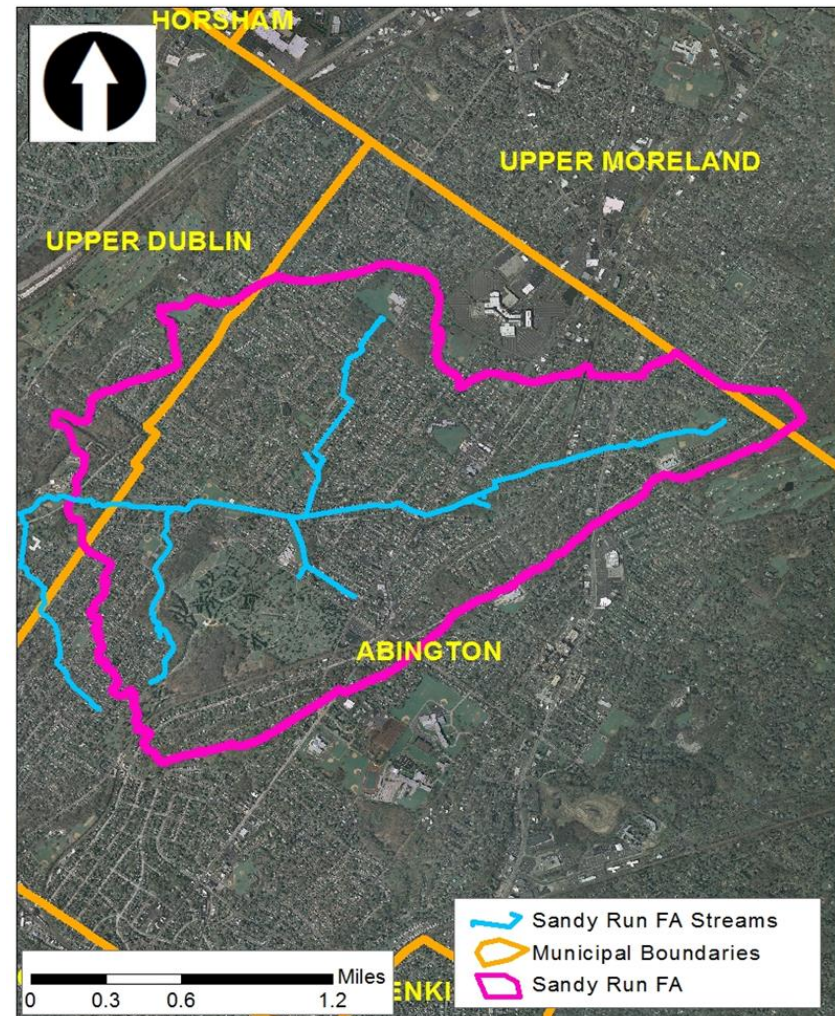 HORSHAM
UPPER MORELAND
UPPER DUBLIN
ABINGTON
Sandy Run FA Streams
Municipal Boundaries
Sandy Run FA
Miles
0 0.3 0.6 1.2
ENKI